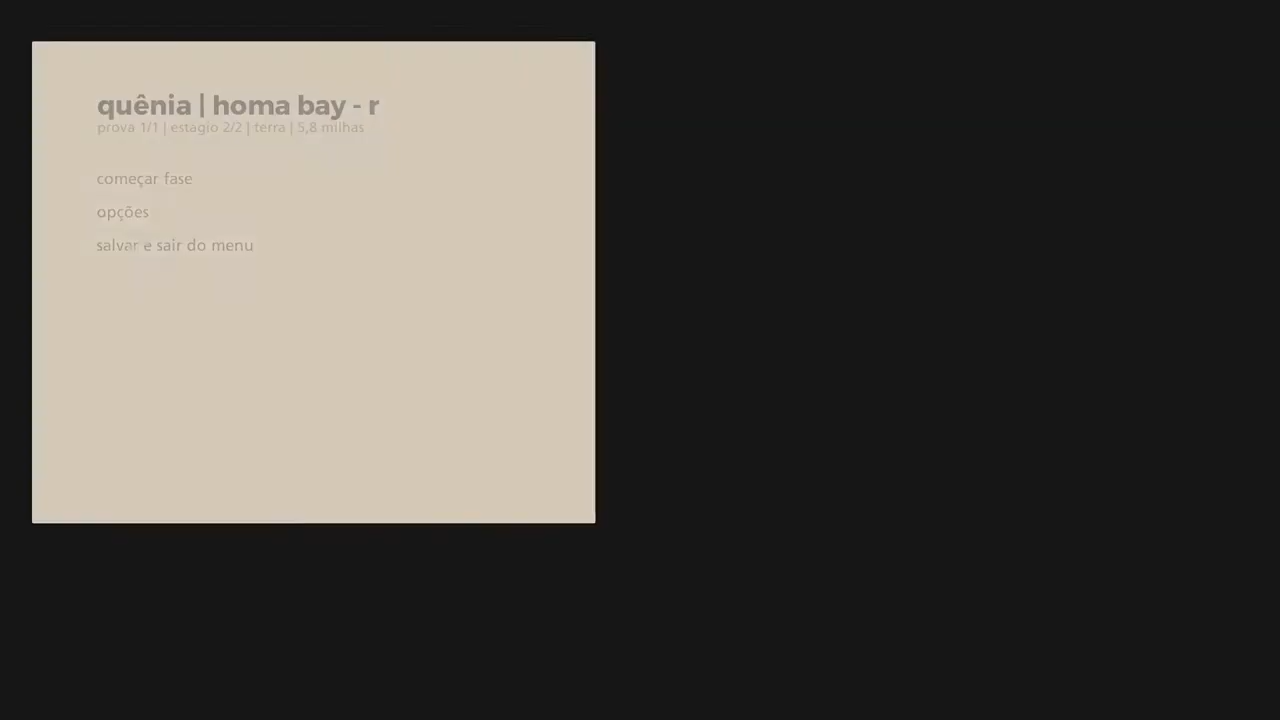 quênia | homa bay - r
prova 1/1 | estágio 2/2 | terra | 5,8 milhas
começar fase
opções
salvar e sair do menu